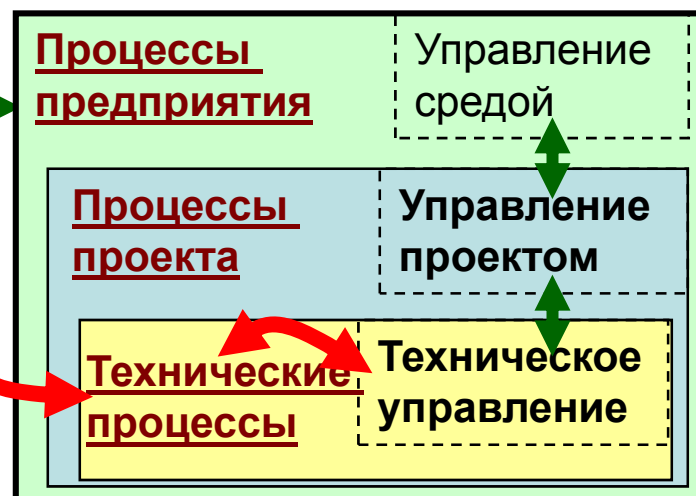 Процессы
предприятия
Управление
средой
Процессы
проекта
Управление
проектом
Технические
процессы
Техническое
управление